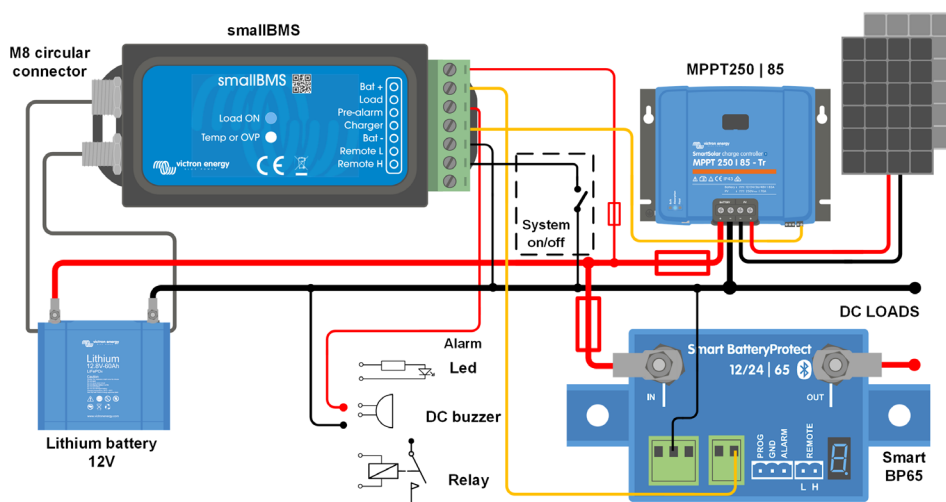 smallBMS
M8 circular
connector
smallBMS
Load ON
Temp or OVP
victron energy
Bat +
Load
Pre-alarm
Charger
Bat -
Remote L
Remote H
System
on/off
MPPT250 | 85
SmartSolar charge controller
MPPT 250 | 85 - Tr
BATTERY
PV
DC LOADS
Lithium
12.8V-60Ah
LiFePO4
Lithium battery
12V
Alarm
Led
DC buzzer
Relay
Smart BatteryProtect
12/24 | 65
IN
OUT
PROG
GND
ALARM
REMOTE
L H
Smart
BP65